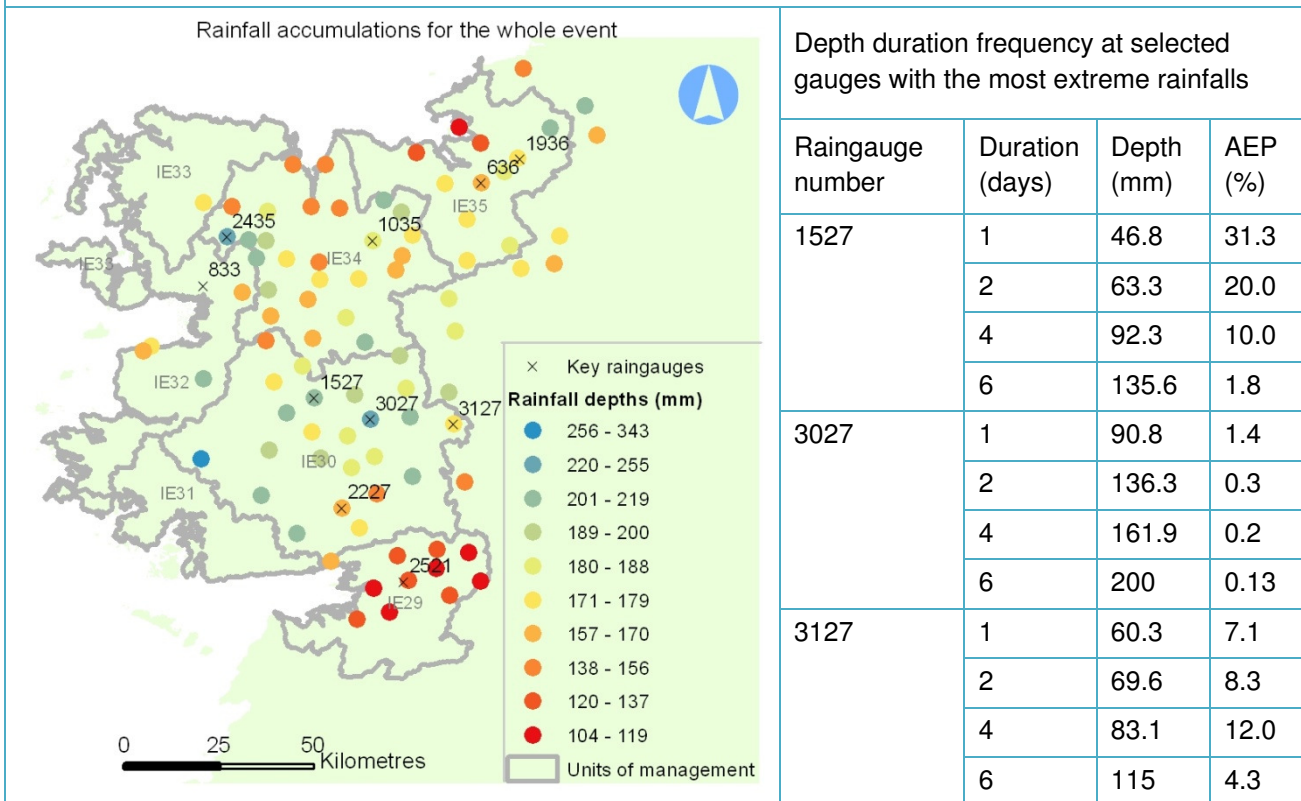 Rainfall accumulations for the whole event
1936
636
IE33
IE35
2435
1035
IE34
IE33
833
IE32
1527
3027
3127
IE30
IE31
2227
2521
IE29
Key raingauges
Rainfall depths (mm)
256 - 343
220 - 255
201 - 219
189 - 200
180 - 188
171 - 179
157 - 170
138 - 156
120 - 137
104 - 119
Units of management
0 25 50
Kilometres
Depth duration frequency at selected
gauges with the most extreme rainfalls
Raingauge Duration Depth AEP
number (days) (mm) (%)
1527 1 46.8 31.3
2 63.3 20.0
4 92.3 10.0
6 135.6 1.8
3027 1 90.8 1.4
2 136.3 0.3
4 161.9 0.2
6 200 0.13
3127 1 60.3 7.1
2 69.6 8.3
4 83.1 12.0
6 115 4.3